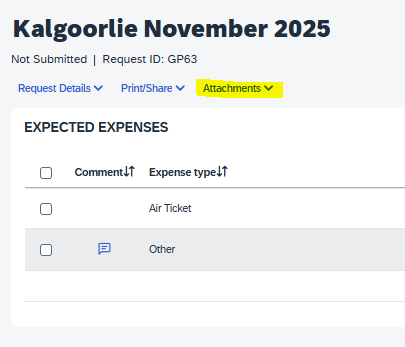 Kalgoorlie November 2025
Not Submitted | Request ID: GP63
Request Details Print/Share Attachments
EXPECTED EXPENSES
Comment Expense type
Air Ticket
Other